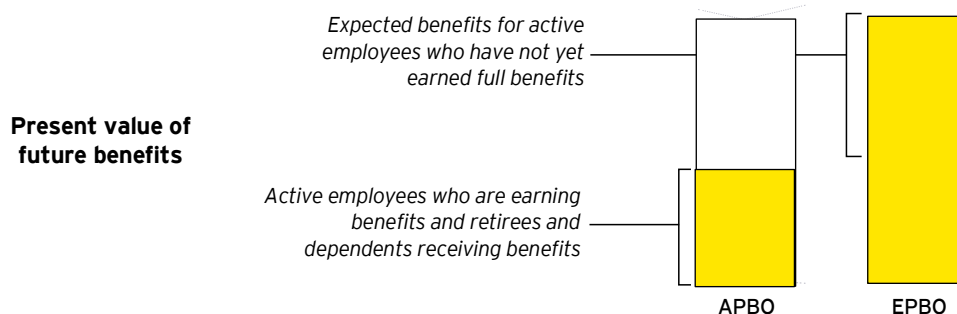 Expected benefits for active
employees who have not yet
earned full benefits
Present value of
future benefits
Active employees who are earning
benefits and retirees and
dependents receiving benefits
APBO
EPBO